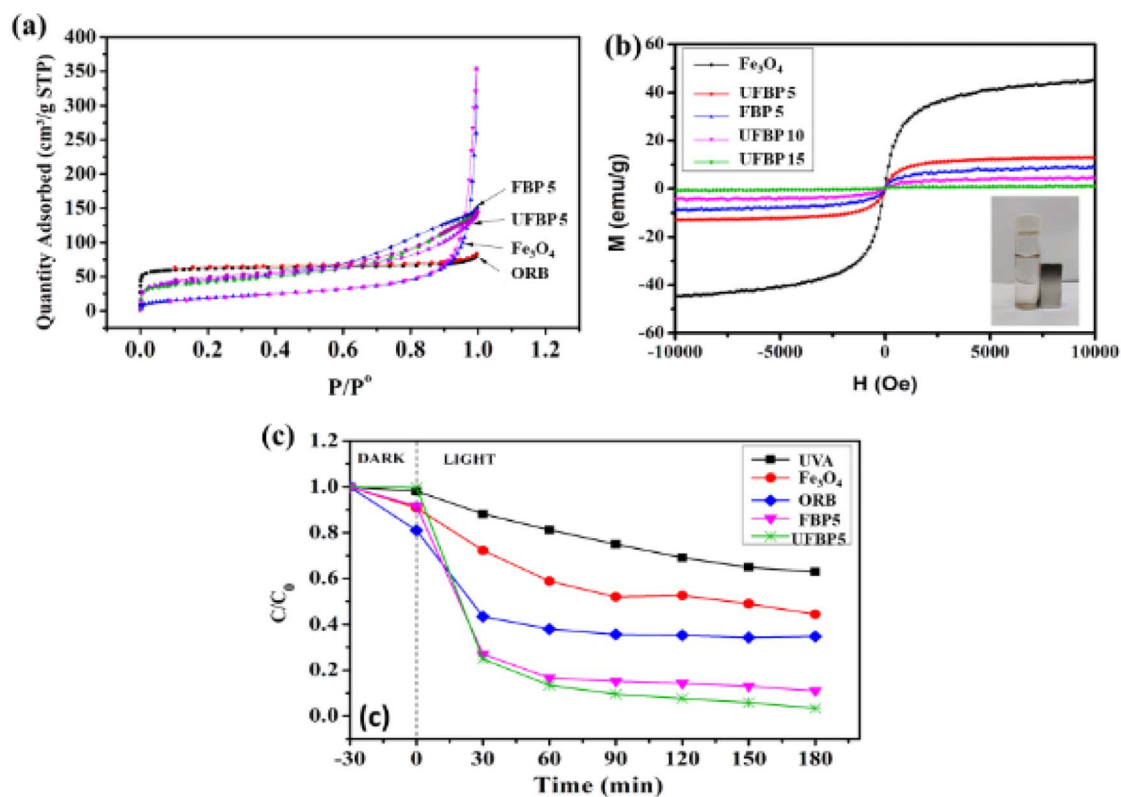 (a)
400
350
300
250
200
150
100
50
0
Quantity Adsorbed (cm³/g STP)
FBP 5
UFBP 5
Fe₃O₄
ORB
0.0 0.2 0.4 0.6 0.8 1.0 1.2
P/P°
(b)
60
40
20
0
-20
-40
-60
M (emu/g)
Fe₃O₄
UFBP 5
FBP 5
UFBP 10
UFBP 15
-10000 -5000 0 5000 10000
H (Oe)
(c)
1.2
1.0
0.8
0.6
0.4
0.2
0.0
C/C₀
DARK LIGHT
UVA
Fe₃O₄
ORB
FBP5
UFBP5
(c)
-30 0 30 60 90 120 150 180
Time (min)